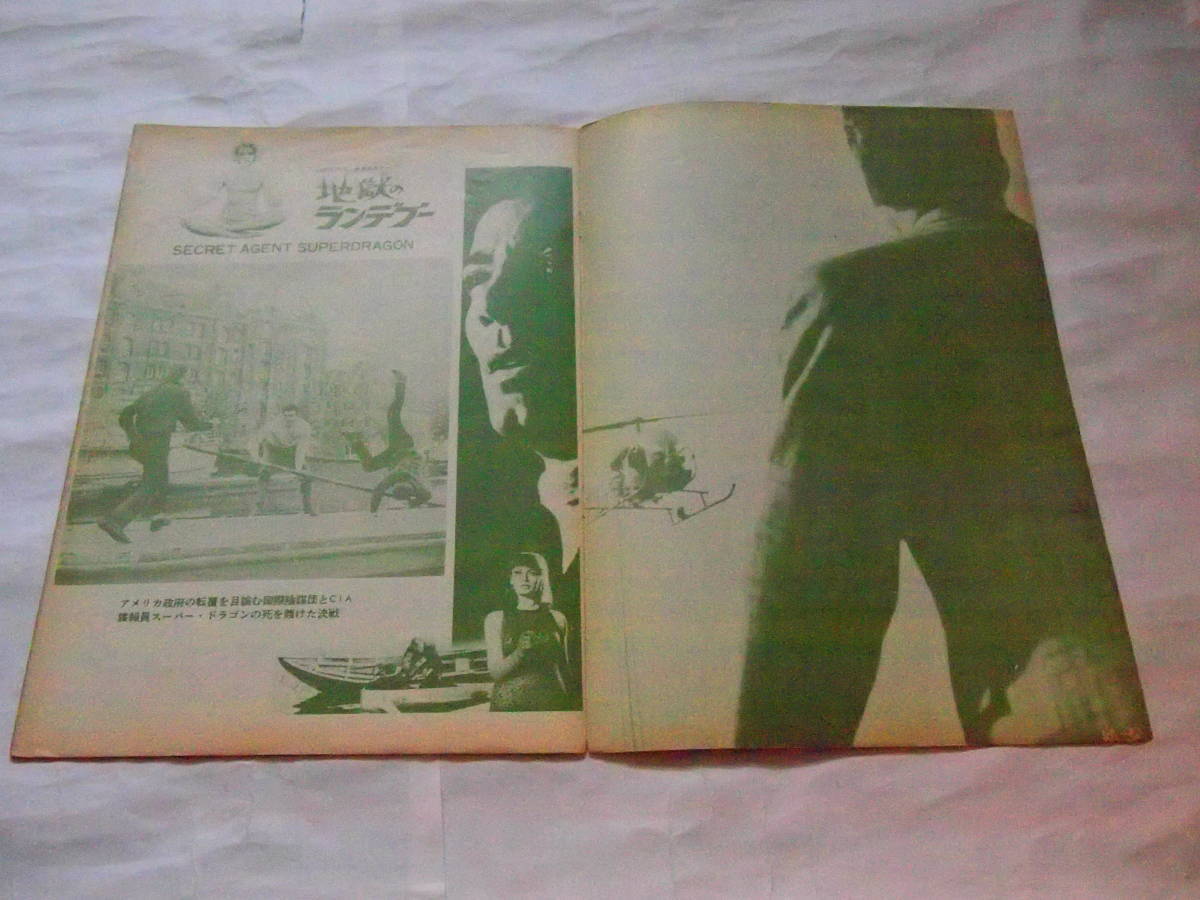 地獄の
ランデブー
SECRET AGENT SUPERDRAGON
アメリカ政府の転覆を目論む国際陰謀団とCIA
諜報員スーパー・ドラゴンの死を賭けた決戦